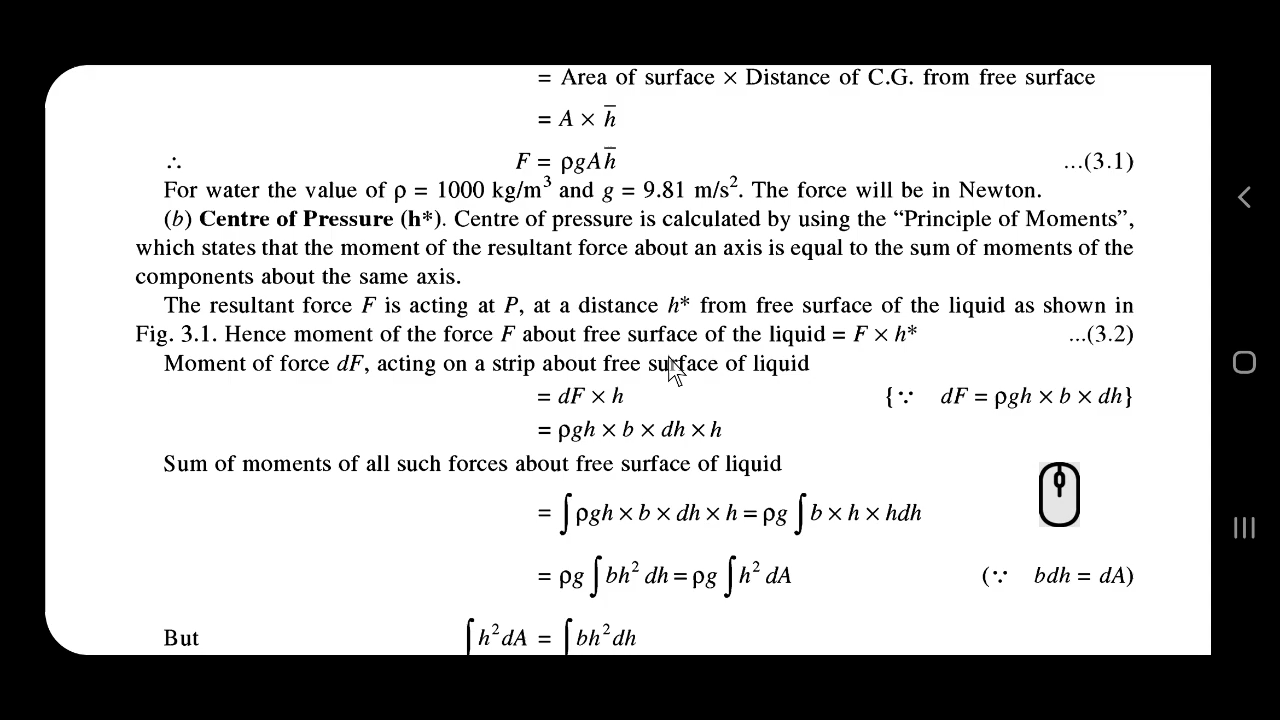 = Area of surface × Distance of C.G. from free surface
= A × h̅
∴ F = ρgAh̅ ...(3.1)
For water the value of ρ = 1000 kg/m³ and g = 9.81 m/s². The force will be in Newton.
(b) Centre of Pressure (h*). Centre of pressure is calculated by using the “Principle of Moments”,
which states that the moment of the resultant force about an axis is equal to the sum of moments of the
components about the same axis.
The resultant force F is acting at P, at a distance h* from free surface of the liquid as shown in
Fig. 3.1. Hence moment of the force F about free surface of the liquid = F × h* ...(3.2)
Moment of force dF, acting on a strip about free surface of liquid
= dF × h {∵ dF = ρgh × b × dh}
= ρgh × b × dh × h
Sum of moments of all such forces about free surface of liquid
= ∫ ρgh × b × dh × h = ρg ∫ b × h × hdh
= ρg ∫ bh² dh = ρg ∫ h² dA (∵ bdh = dA)
But ∫ h²dA = ∫ bh²dh